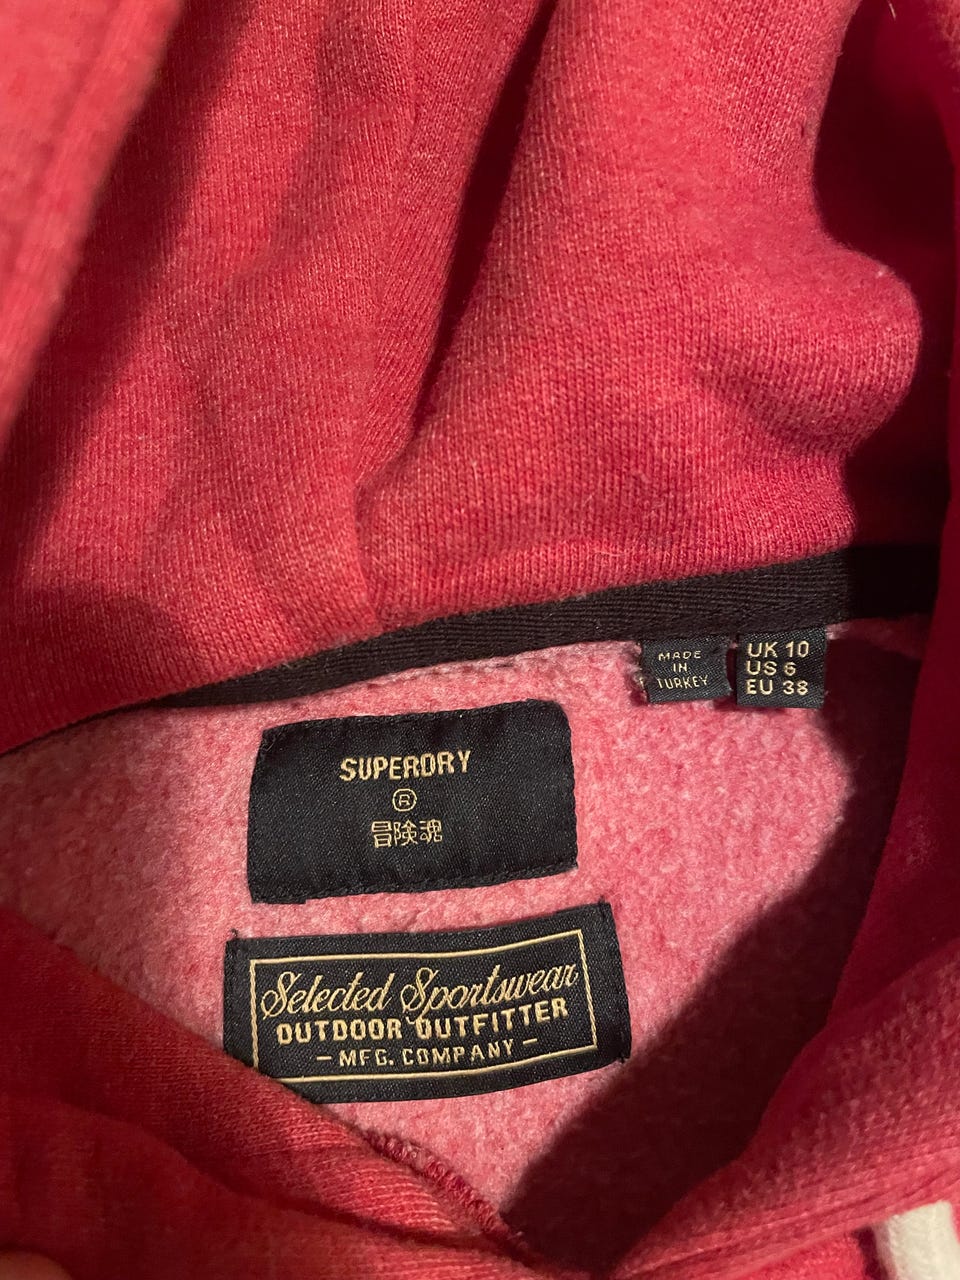 MADE
IN
TURKEY
UK 10
US 6
EU 38
SUPERDRY
®
冒険魂
Selected Sportswear
OUTDOOR OUTFITTER
- MFG. COMPANY -